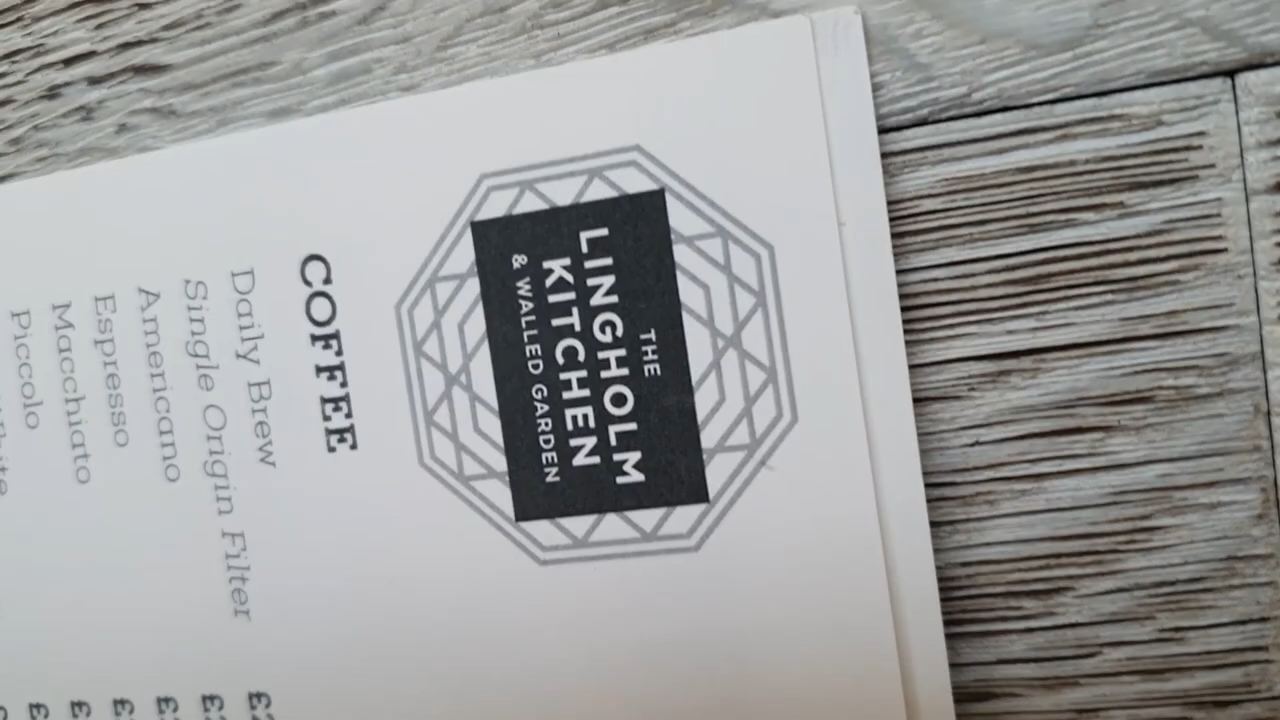 THE
LINGHOLM
KITCHEN
& WALLED GARDEN
COFFEE
Daily Brew
Single Origin Filter
Americano
Espresso
Macchiato
Piccolo